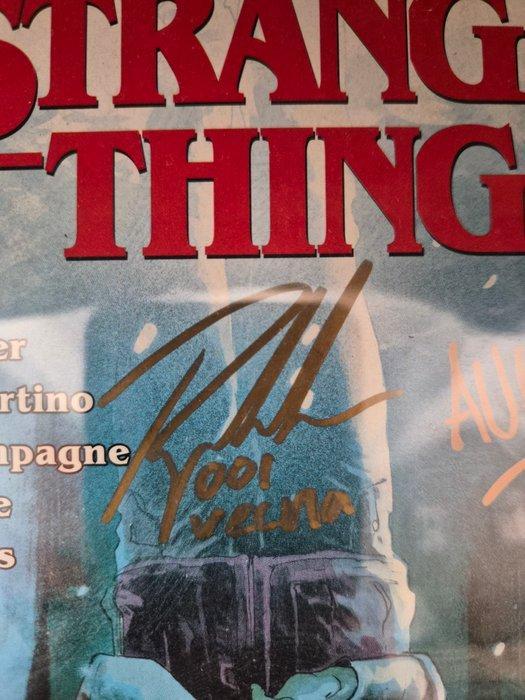 STRANG
THING
er
rtino
mpagne
e
s
001
vecna
AU